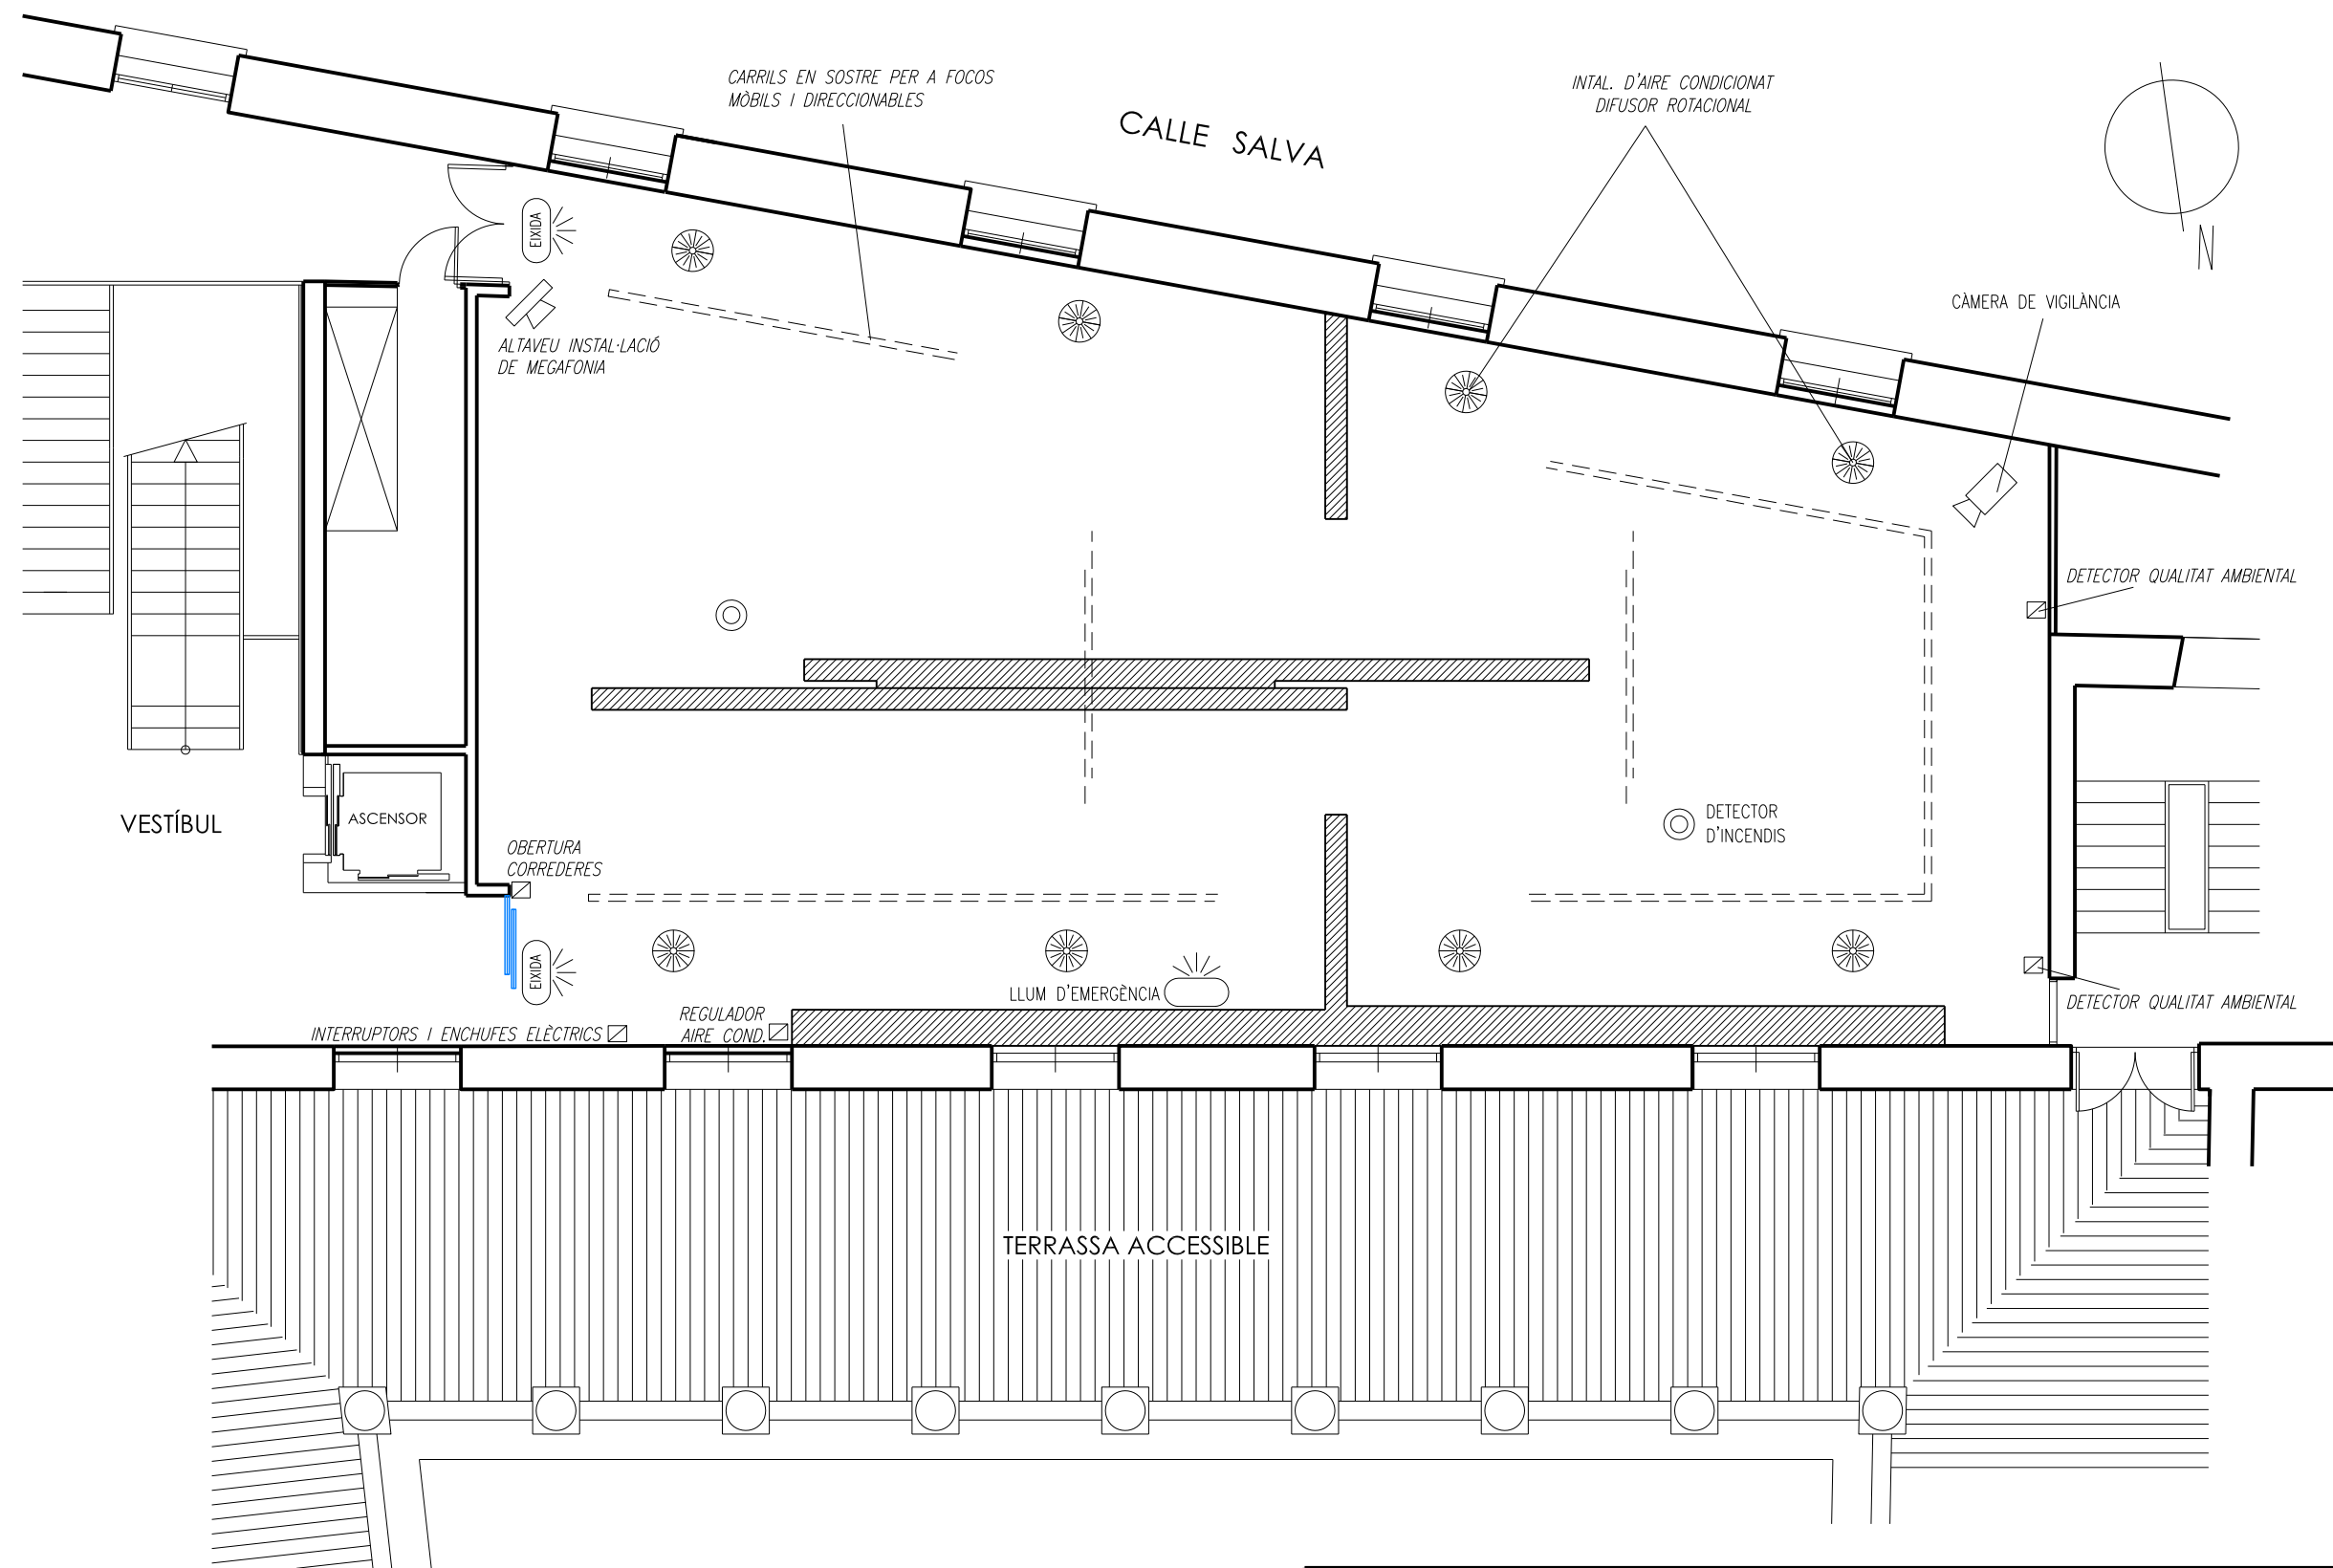 CARRILS EN SOSTRE PER A FOCOS
MÒBILS I DIRECCIONABLES
CALLE SALVA
INTAL. D'AIRE CONDICIONAT
DIFUSOR ROTACIONAL
N
EIXIDA
CÀMERA DE VIGILÀNCIA
ALTAVEU INSTAL·LACIÓ
DE MEGAFONIA
DETECTOR QUALITAT AMBIENTAL
VESTÍBUL
ASCENSOR
DETECTOR
D'INCENDIS
OBERTURA
CORREDERES
EIXIDA
LLUM D'EMERGÈNCIA
DETECTOR QUALITAT AMBIENTAL
REGULADOR
AIRE COND.
INTERRUPTORS I ENCHUFES ELÈCTRICS
TERRASSA ACCESSIBLE